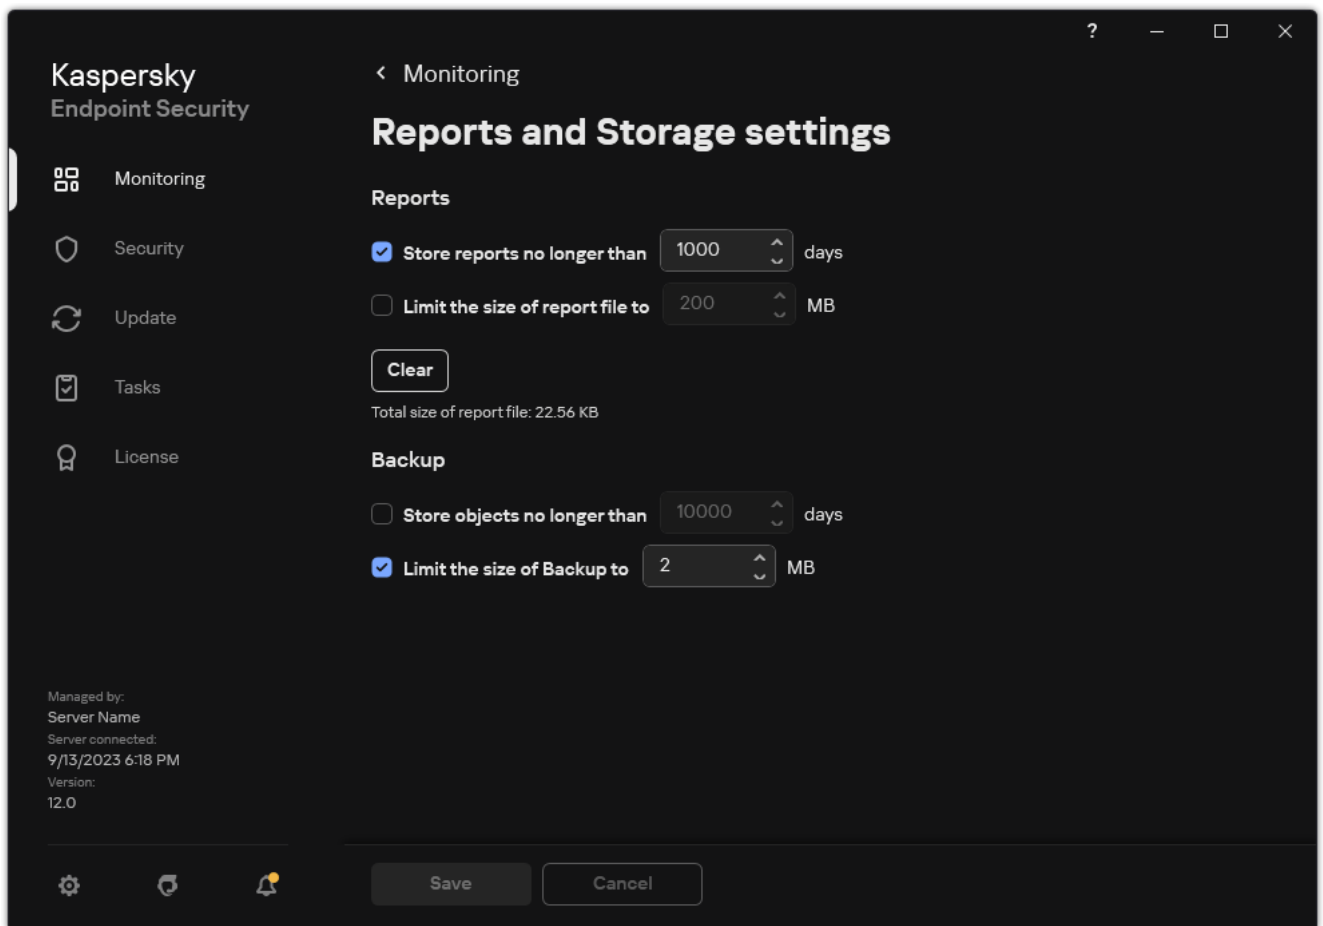 ?
Kaspersky
Endpoint Security
Monitoring
Security
Update
Tasks
License
Managed by:
Server Name
Server connected:
9/13/2023 6:18 PM
Version:
12.0
Monitoring
Reports and Storage settings
Reports
Store reports no longer than 1000 days
Limit the size of report file to 200 MB
Clear
Total size of report file: 22.56 KB
Backup
Store objects no longer than 10000 days
Limit the size of Backup to 2 MB
Save Cancel